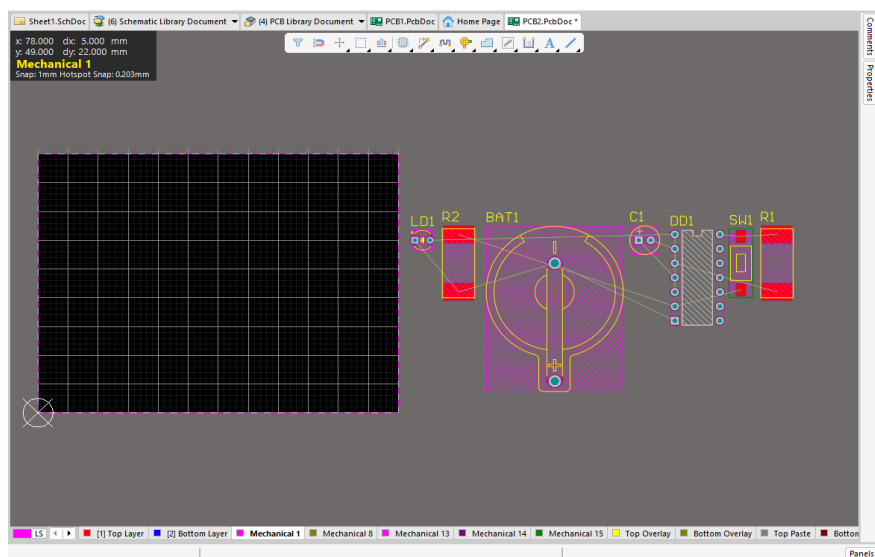 Sheet1.SchDoc (6) Schematic Library Document (4) PCB Library Document PCB1.PcbDoc Home Page PCB2.PcbDoc *
x: 78.000 dx: 5.000 mm
y: 49.000 dy: 22.000 mm
Mechanical 1
Snap: 1mm Hotspot Snap: 0.203mm
Comments
Properties
LD1 R2 BAT1 C1 DD1 SW1 R1
LS [1] Top Layer [2] Bottom Layer Mechanical 1 Mechanical 8 Mechanical 13 Mechanical 14 Mechanical 15 Top Overlay Bottom Overlay Top Paste Botton
Panels